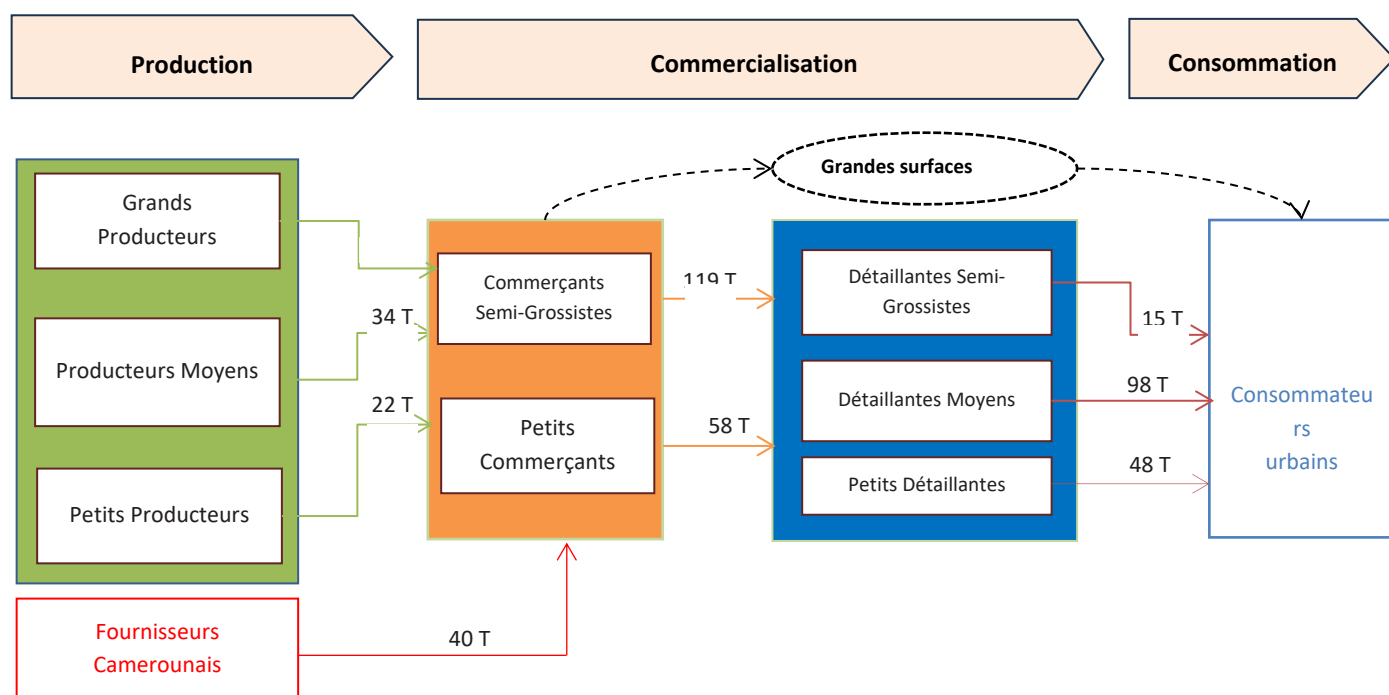 Production
Commercialisation
Consommation
Grandes surfaces
Grands
Producteurs
Commerçants
Semi-Grossistes
119 T
Détaillantes Semi-
Grossistes
34 T
15 T
Producteurs Moyens
22 T
Détaillantes Moyens
98 T
Consommateu
rs
urbains
Petits
Commerçants
58 T
Petits Détaillantes
48 T
Petits Producteurs
Fournisseurs
Camerounais
40 T